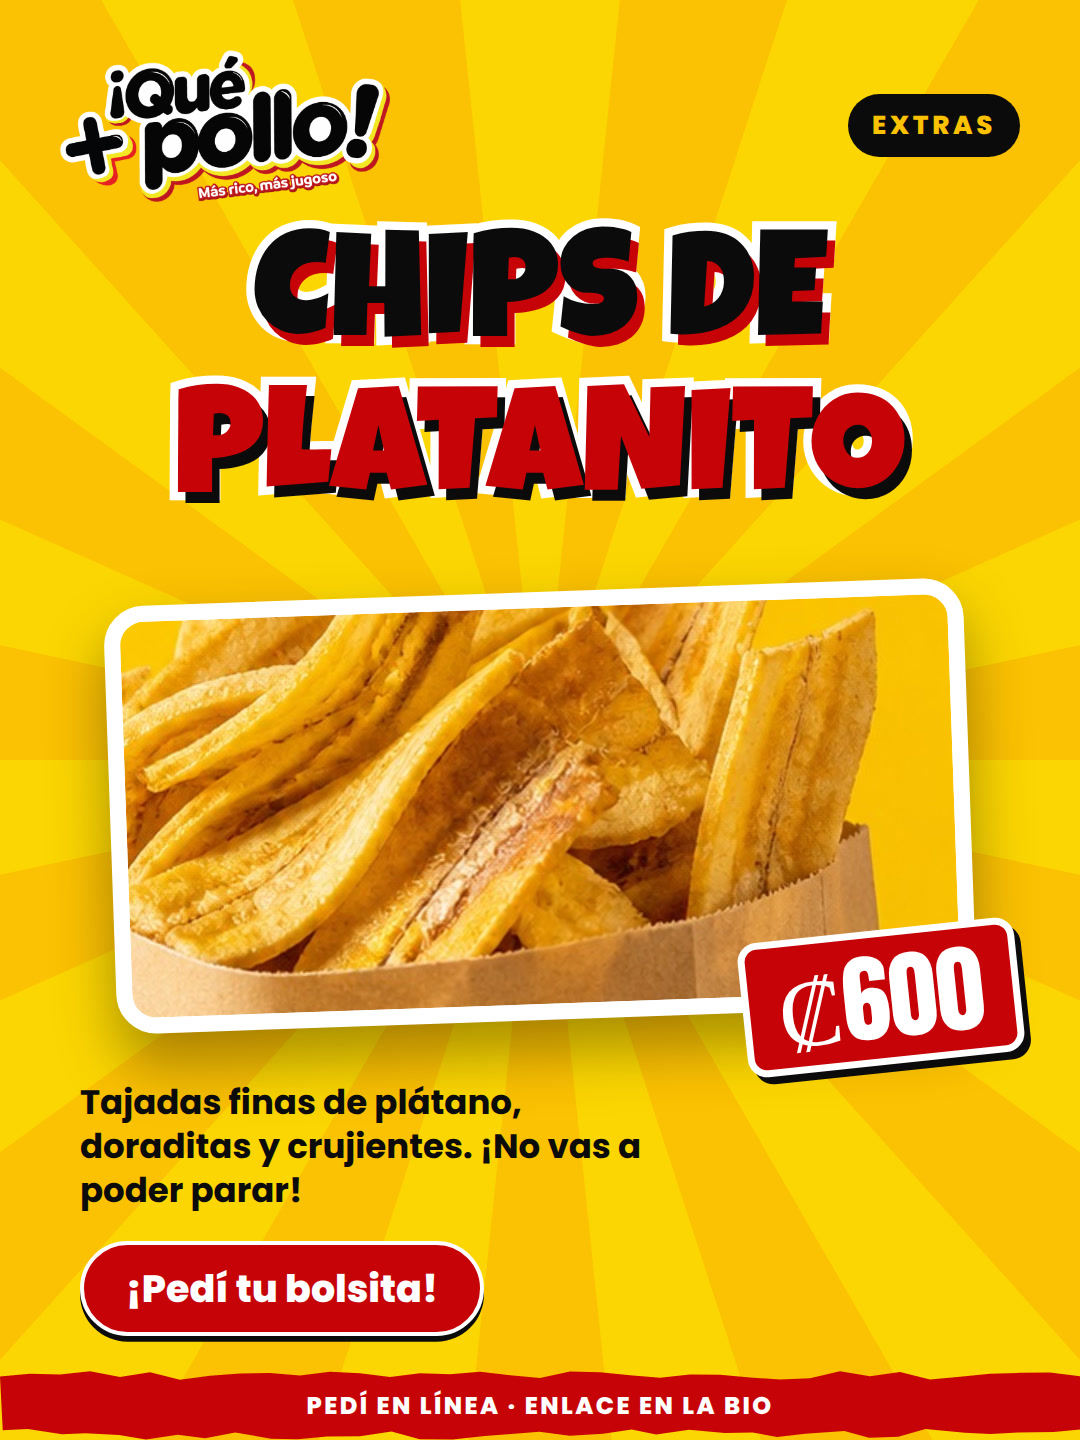 ¡Qué
+ pollo!
Más rico, más jugoso
EXTRAS
CHIPS DE
PLATANITO
₡600
Tajadas finas de plátano,
doraditas y crujientes. ¡No vas a
poder parar!
¡Pedí tu bolsita!
PEDÍ EN LÍNEA · ENLACE EN LA BIO